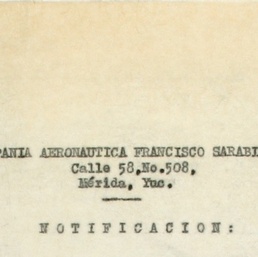 PANIA AERONAUTICA FRANCISCO SARABI
Calle 58,No.508,
Mérida, Yuc.
N O T I F I C A C I O N :